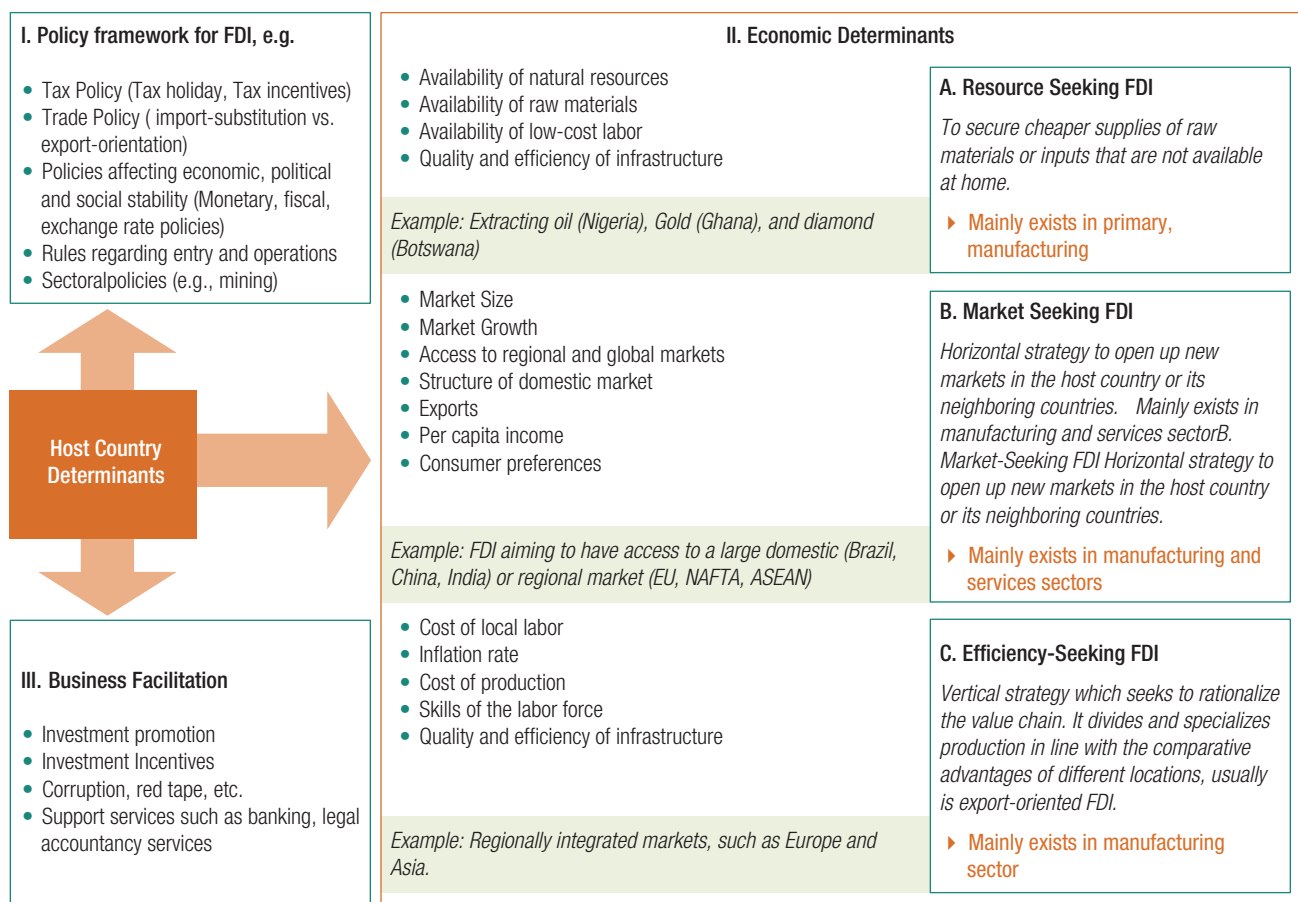 I. Policy framework for FDI, e.g.
• Tax Policy (Tax holiday, Tax incentives)
• Trade Policy ( import-substitution vs.
export-orientation)
• Policies affecting economic, political
and social stability (Monetary, fiscal,
exchange rate policies)
• Rules regarding entry and operations
• Sectoralpolicies (e.g., mining)
Host Country
Determinants
III. Business Facilitation
• Investment promotion
• Investment Incentives
• Corruption, red tape, etc.
• Support services such as banking, legal
accountancy services
II. Economic Determinants
• Availability of natural resources
• Availability of raw materials
• Availability of low-cost labor
• Quality and efficiency of infrastructure
Example: Extracting oil (Nigeria), Gold (Ghana), and diamond
(Botswana)
A. Resource Seeking FDI
To secure cheaper supplies of raw
materials or inputs that are not available
at home.
Mainly exists in primary,
manufacturing
• Market Size
• Market Growth
• Access to regional and global markets
• Structure of domestic market
• Exports
• Per capita income
• Consumer preferences
Example: FDI aiming to have access to a large domestic (Brazil,
China, India) or regional market (EU, NAFTA, ASEAN)
B. Market Seeking FDI
Horizontal strategy to open up new
markets in the host country or its
neighboring countries. Mainly exists in
manufacturing and services sectorB.
Market-Seeking FDI Horizontal strategy to
open up new markets in the host country
or its neighboring countries.
Mainly exists in manufacturing and
services sectors
• Cost of local labor
• Inflation rate
• Cost of production
• Skills of the labor force
• Quality and efficiency of infrastructure
Example: Regionally integrated markets, such as Europe and
Asia.
C. Efficiency-Seeking FDI
Vertical strategy which seeks to rationalize
the value chain. It divides and specializes
production in line with the comparative
advantages of different locations, usually
is export-oriented FDI.
Mainly exists in manufacturing
sector